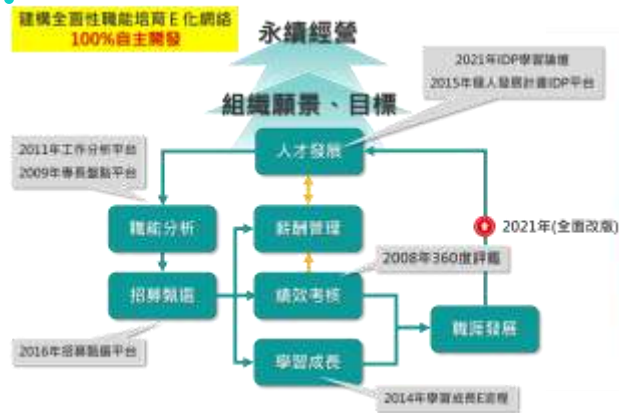 建構全面性職能培育E化網絡
100%自主開發
永續經營
組織願景、目標
2021年IDP學習論壇
2015年個人發展計畫IDP平台
人才發展
2011年工作分析平台
2009年專長盤點平台
職能分析
薪酬管理
2021年(全面改版)
2008年360度評鑑
招募甄選
績效考核
職涯發展
2016年招募甄選平台
學習成長
2014年學習成長E流程